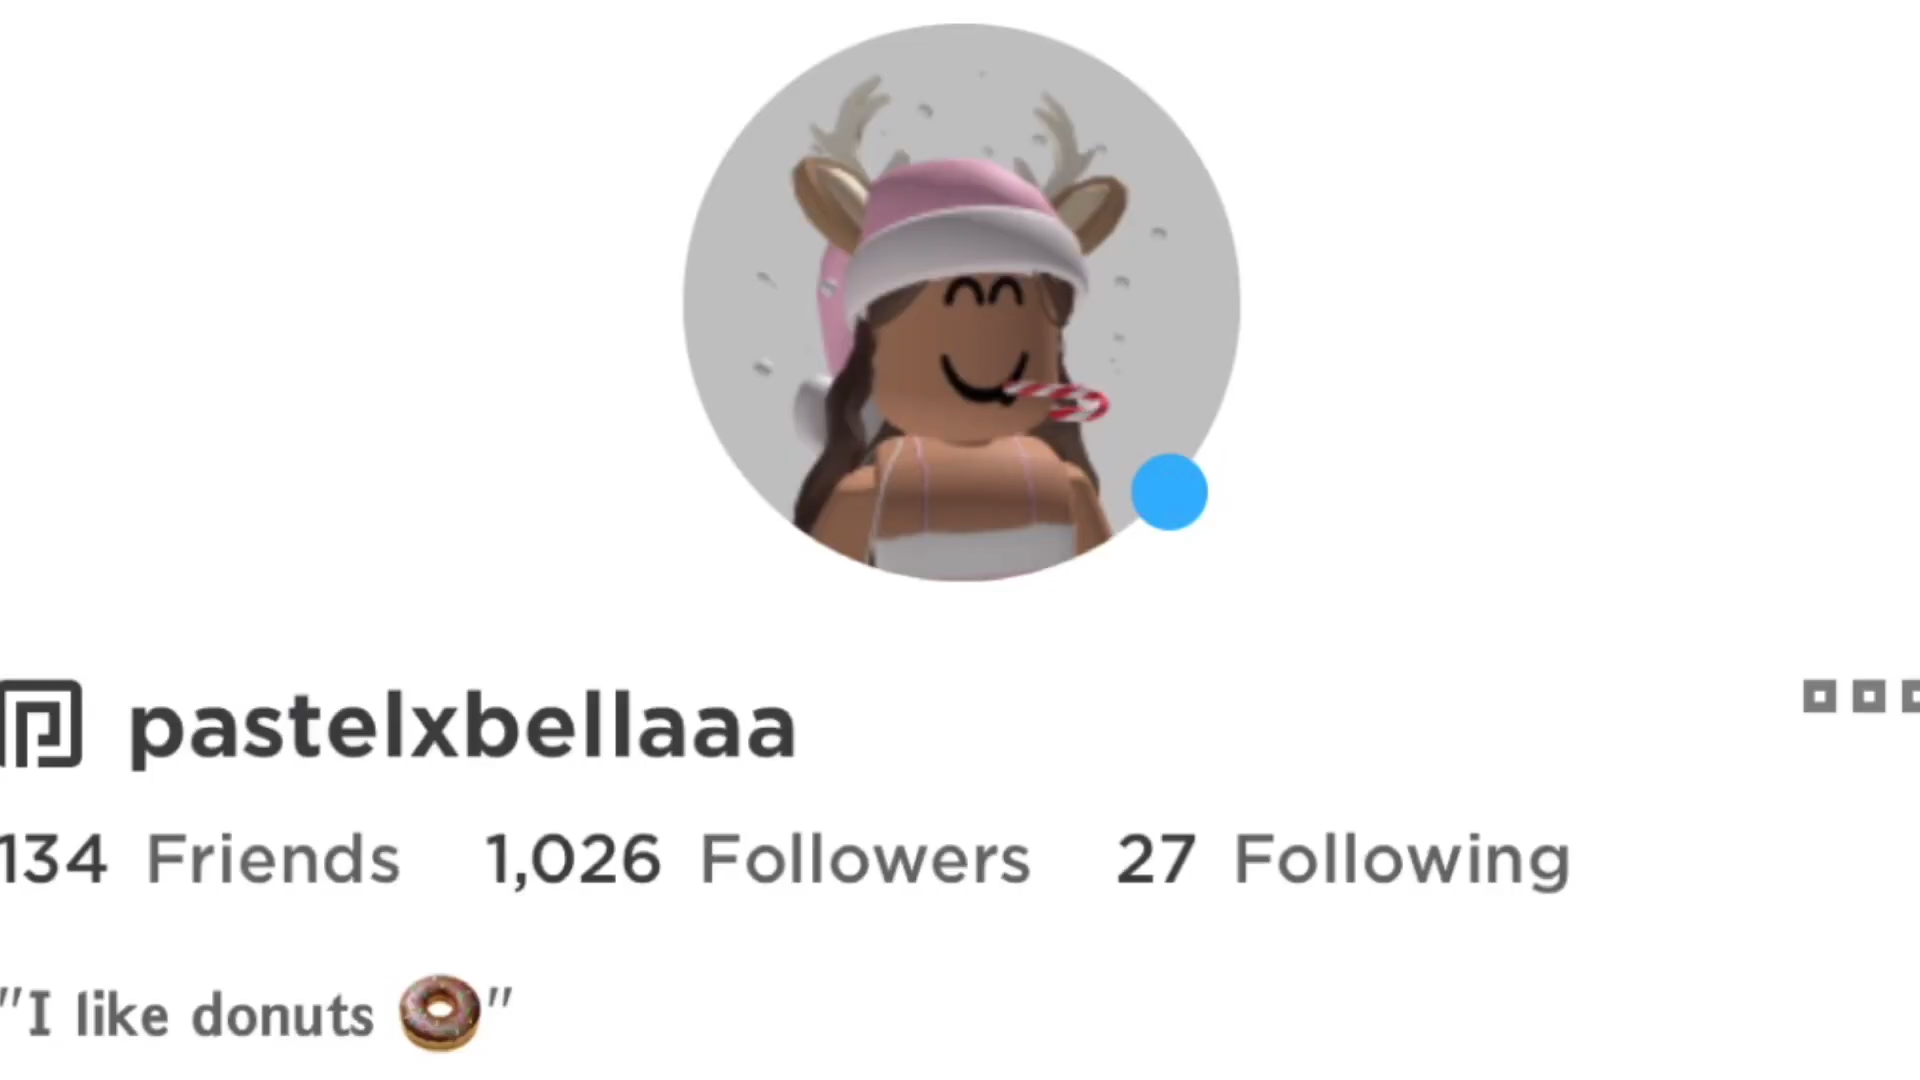 pastelxbellaaa
134 Friends 1,026 Followers 27 Following
"I like donuts 🍩"